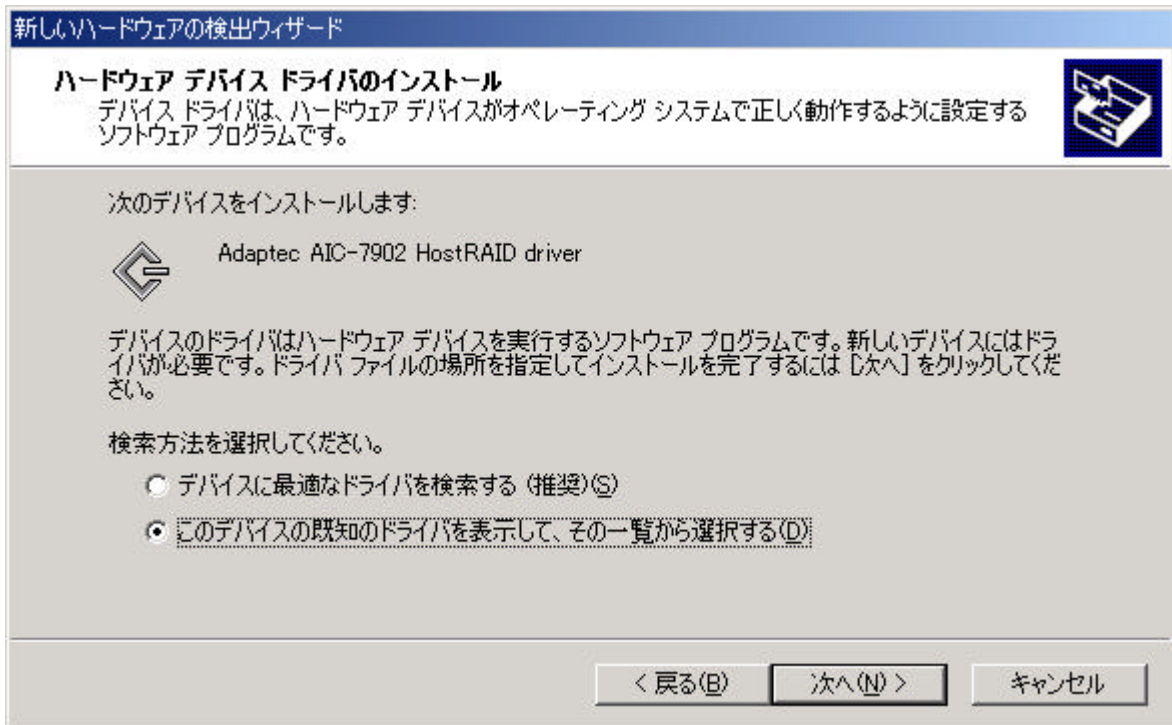 新しいハードウェアの検出ウィザード
ハードウェア デバイス ドライバのインストール
デバイス ドライバは、ハードウェア デバイスがオペレーティング システムで正しく動作するように設定する
ソフトウェア プログラムです。
次のデバイスをインストールします:
Adaptec AIC-7902 HostRAID driver
デバイスのドライバはハードウェア デバイスを実行するソフトウェア プログラムです。新しいデバイスにはドラ
イバが必要です。ドライバ ファイルの場所を指定してインストールを完了するには [次へ] をクリックしてくだ
さい。
検索方法を選択してください。
デバイスに最適なドライバを検索する (推奨)(S)
このデバイスの既知のドライバを表示して、その一覧から選択する(D)
< 戻る(B) 次へ(N) > キャンセル